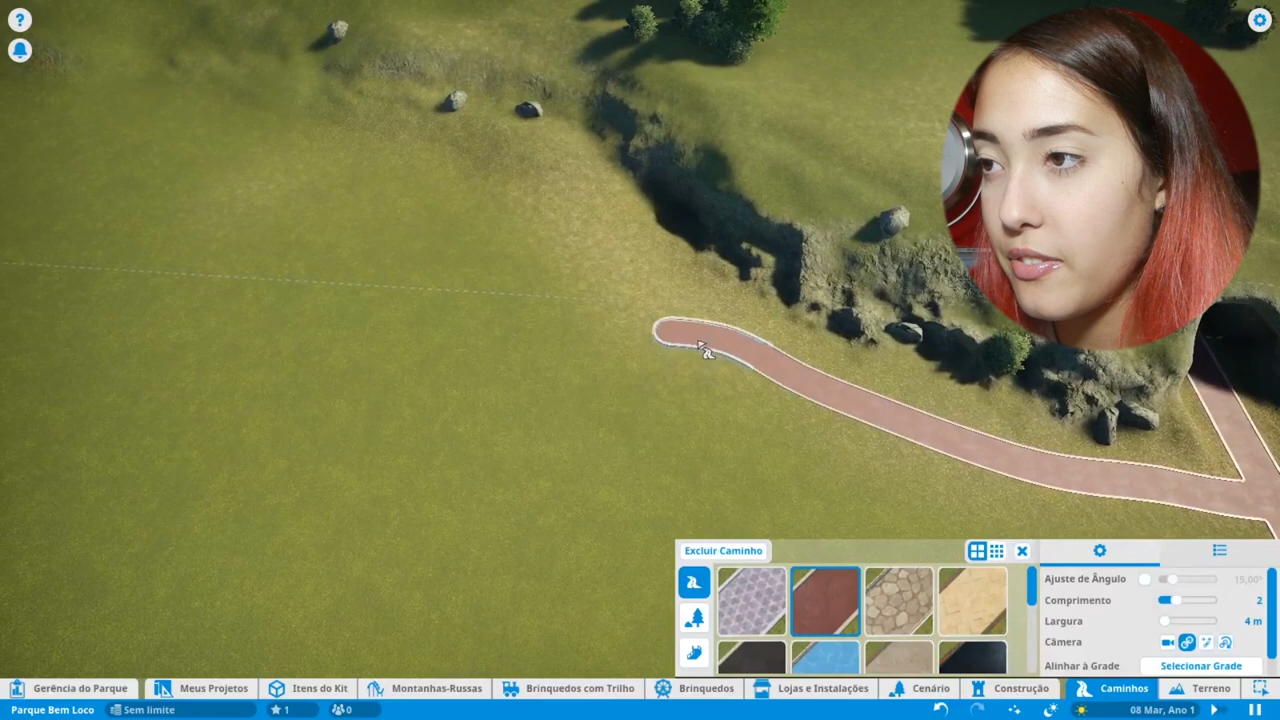 ?
Excluir Caminho
Ajuste de Ângulo
15,00°
Comprimento
2
Largura
4 m
Câmera
Alinhar à Grade
Selecionar Grade
Gerência do Parque
Meus Projetos
Itens do Kit
Montanhas-Russas
Brinquedos com Trilho
Brinquedos
Lojas e Instalações
Cenário
Construção
Caminhos
Terreno
Parque Bem Loco
Sem limite
1
0
08 Mar, Ano 1